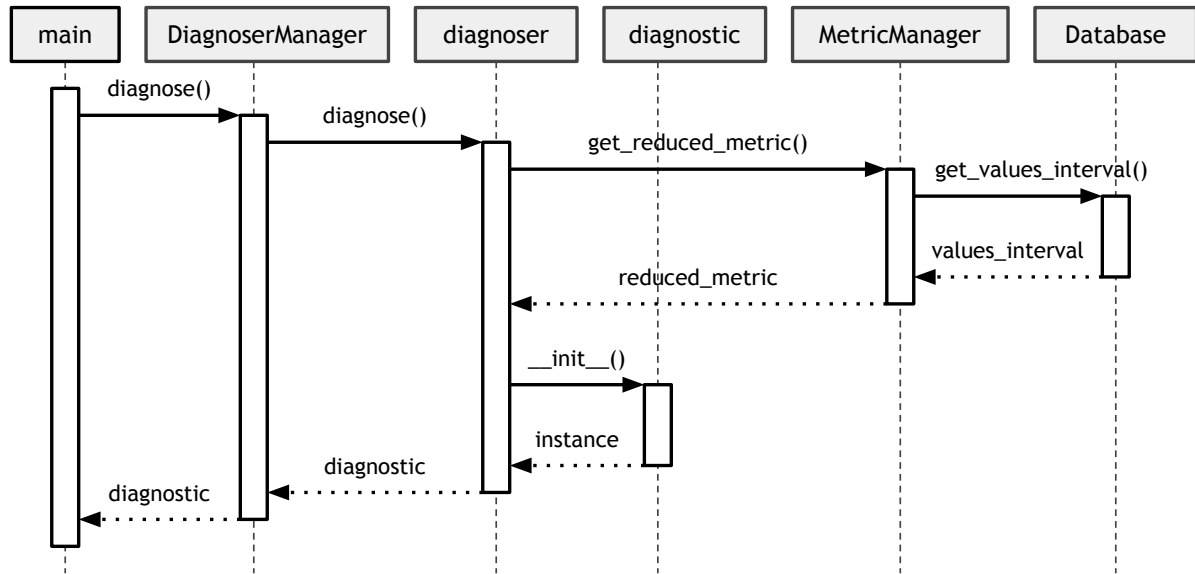 main
DiagnoserManager
diagnoser
diagnostic
MetricManager
Database
diagnose()
diagnose()
get_reduced_metric()
get_values_interval()
values_interval
reduced_metric
__init__()
instance
diagnostic
diagnostic